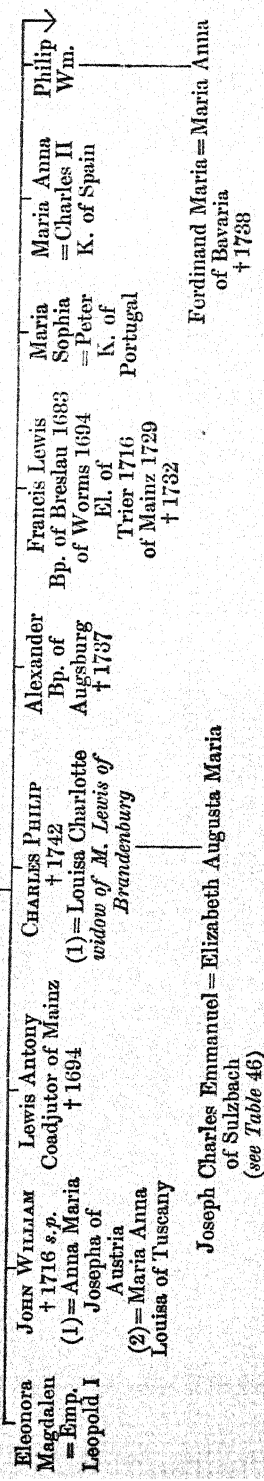 Eleonora
Magdalen
=Emp.
Leopold I
JOHN WILLIAM
†1716 s.p.
(1)=Anna Maria
Josepha of
Austria
(2)=Maria Anna
Louisa of Tuscany
Lewis Antony
Coadjutor of Mainz
†1694
CHARLES PHILIP
†1742
(1)=Louisa Charlotte
widow of M. Lewis of
Brandenburg
Alexander
Bp. of
Augsburg
†1737
Francis Lewis
Bp. of Breslau 1683
of Worms 1694
El. of
Trier 1716
of Mainz 1729
†1732
Maria
Sophia
=Peter
K. of
Portugal
Maria Anna
=Charles II
K. of Spain
Philip
Wm.
Joseph Charles Emmanuel=Elizabeth Augusta Maria
of Sulzbach
(see Table 46)
Ferdinand Maria=Maria Anna
of Bavaria
†1738